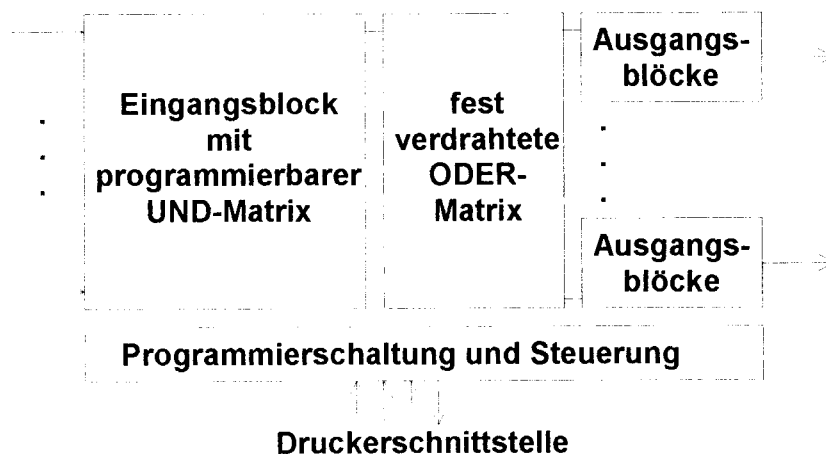 Eingangsblock
mit
programmierbarer
UND-Matrix
fest
verdrahtete
ODER-
Matrix
Ausgangs-
blöcke
Ausgangs-
blöcke
Programmierschaltung und Steuerung
Druckerschnittstelle